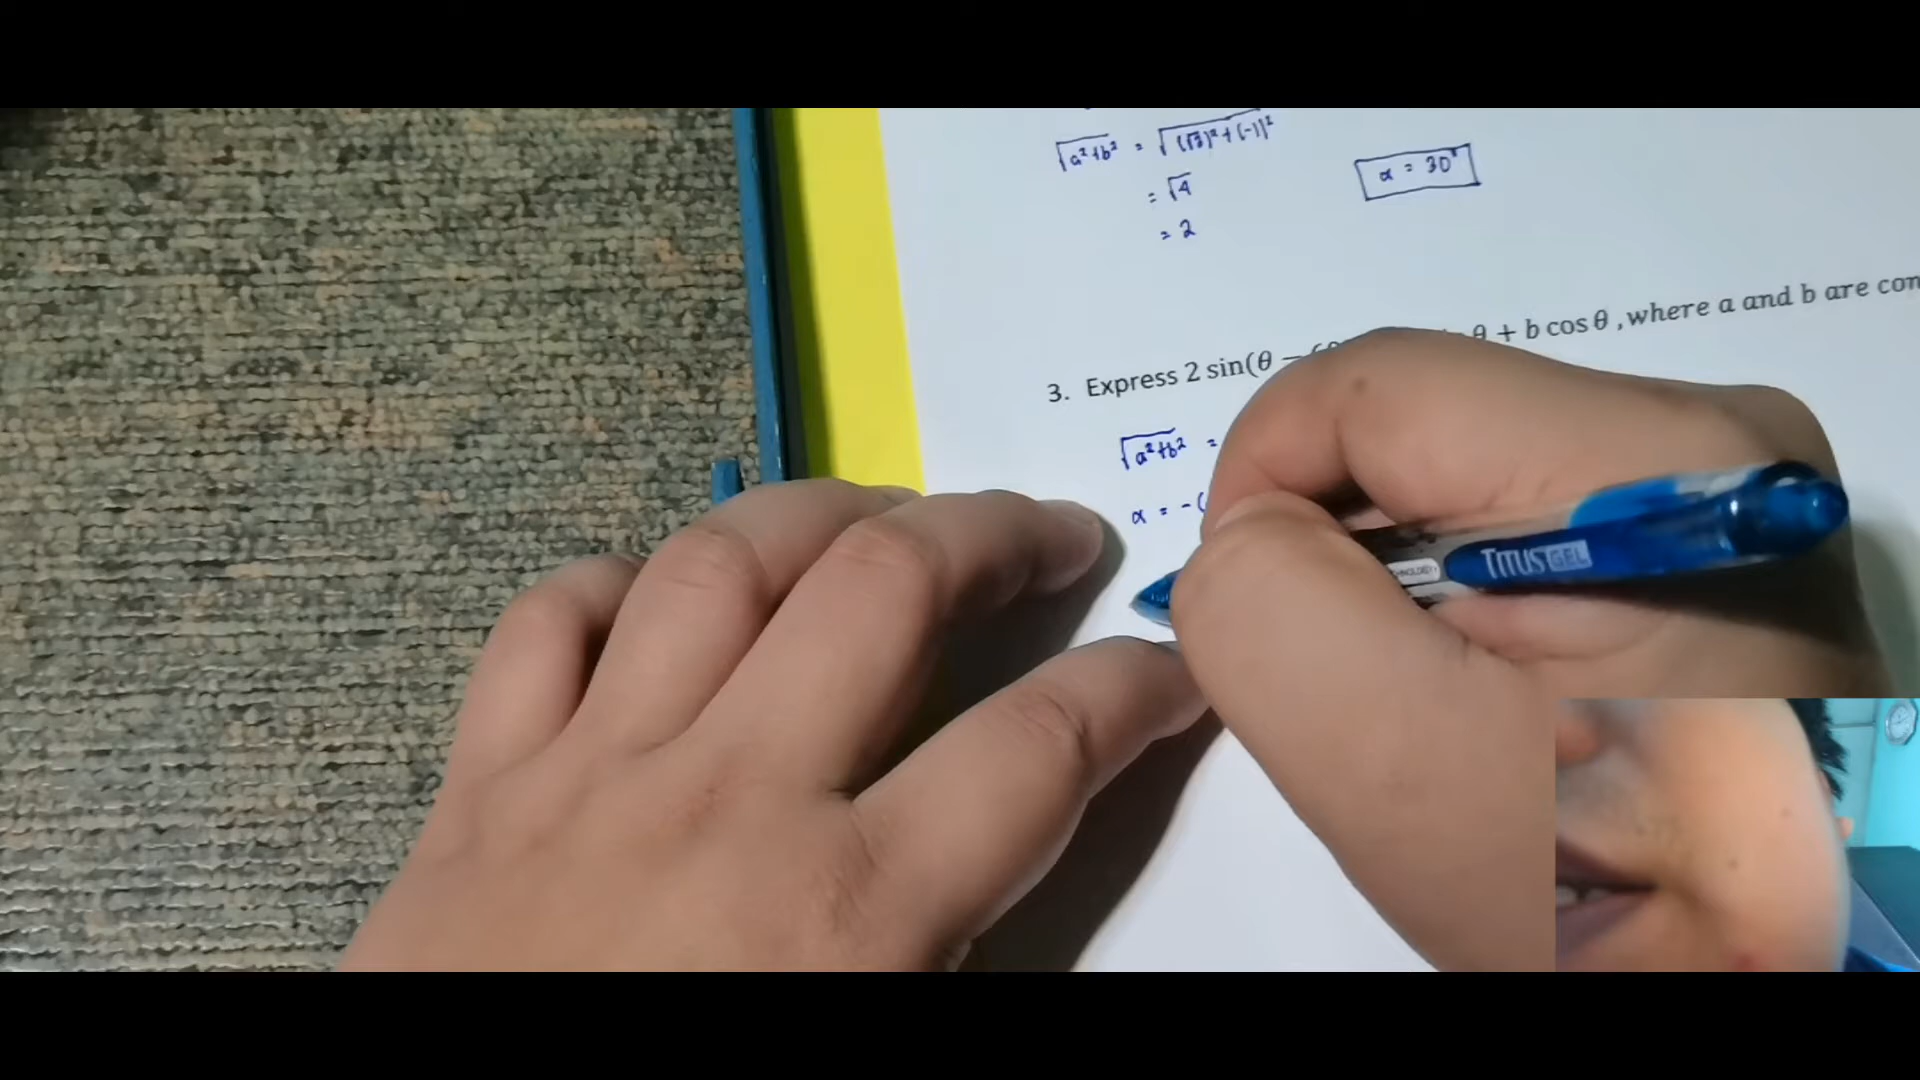 √a²+b² = √(√3)²+(-1)²
= √4
= 2
α = 30°
3. Express 2 sin(θ − θ + b cos θ , where a and b are con
√a²+b² =
α = -(
TITUS GEL